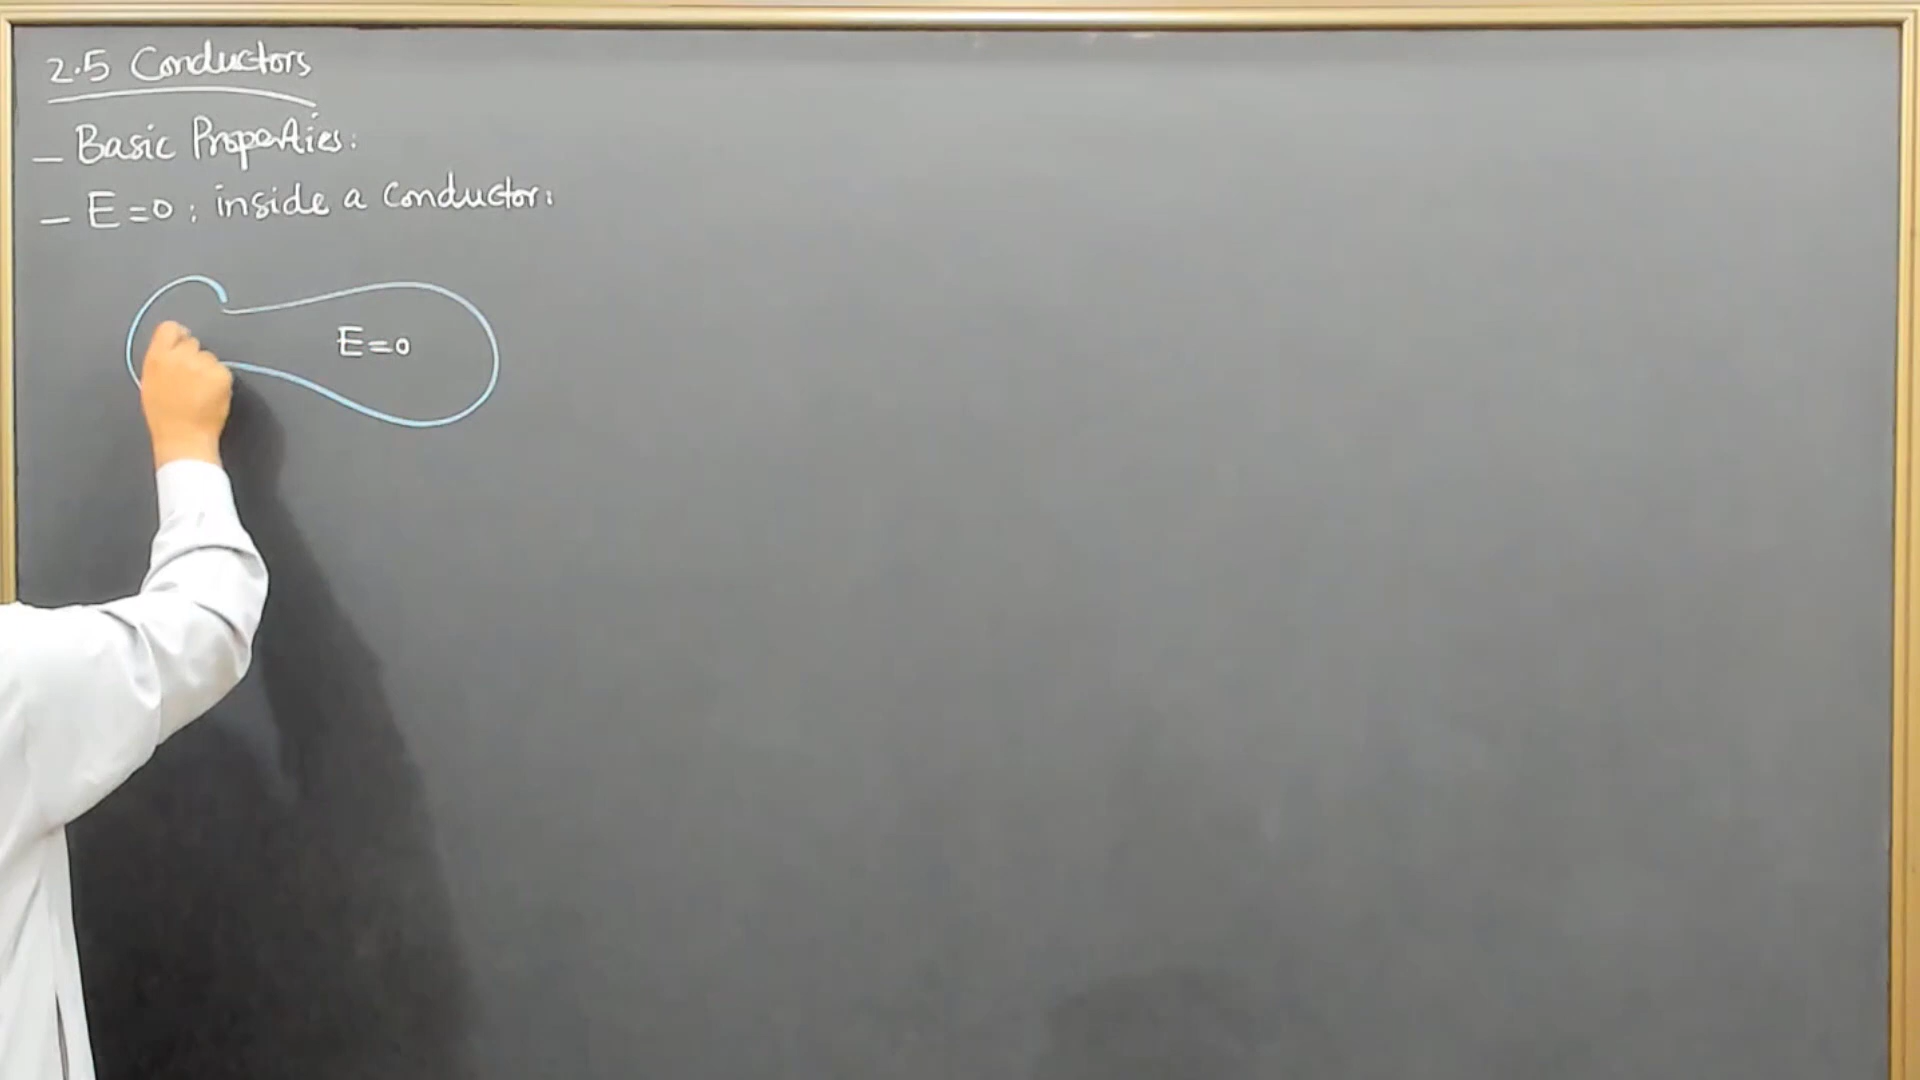 2.5 Conductors
- Basic Properties:
- E=0: inside a conductor:
E=0